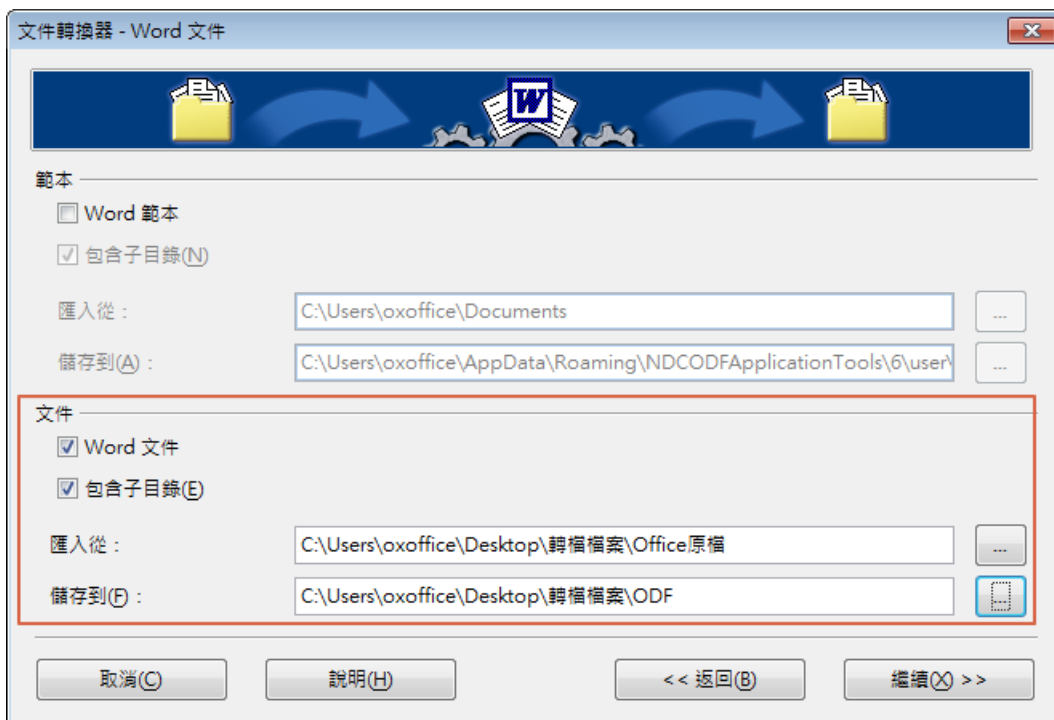 文件轉換器 - Word 文件
W
範本
Word 範本
包含子目錄(N)
匯入從：
C:\Users\oxoffice\Documents
...
儲存到(A)：
C:\Users\oxoffice\AppData\Roaming\NDCODFApplicationTools\6\user\
...
文件
Word 文件
包含子目錄(E)
匯入從：
C:\Users\oxoffice\Desktop\轉檔檔案\Office原檔
...
儲存到(F)：
C:\Users\oxoffice\Desktop\轉檔檔案\ODF
...
取消(C)
說明(H)
<< 返回(B)
繼續(X) >>